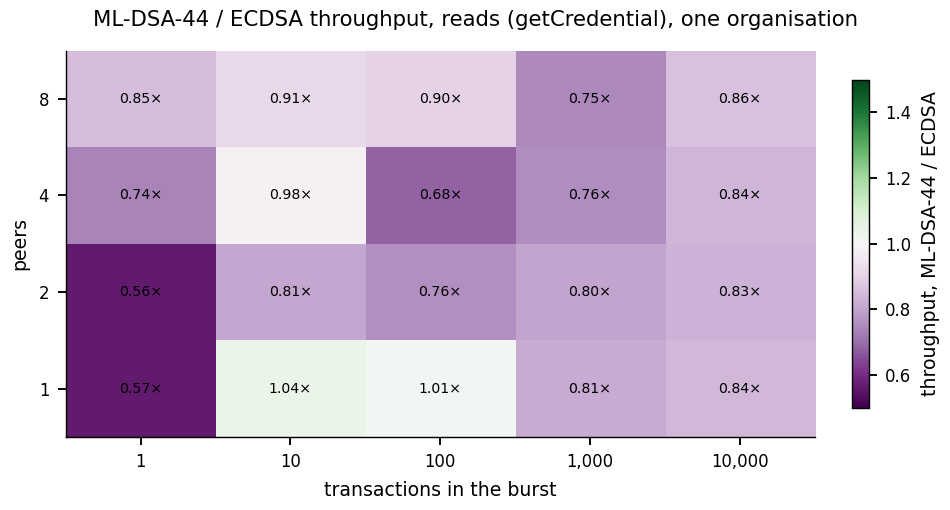 ML-DSA-44 / ECDSA throughput, reads (getCredential), one organisation
8 0.85× 0.91× 0.90× 0.75× 0.86×
4 0.74× 0.98× 0.68× 0.76× 0.84×
2 0.56× 0.81× 0.76× 0.80× 0.83×
1 0.57× 1.04× 1.01× 0.81× 0.84×
1 10 100 1,000 10,000
transactions in the burst
peers
1.4
1.2
1.0
0.8
0.6
throughput, ML-DSA-44 / ECDSA